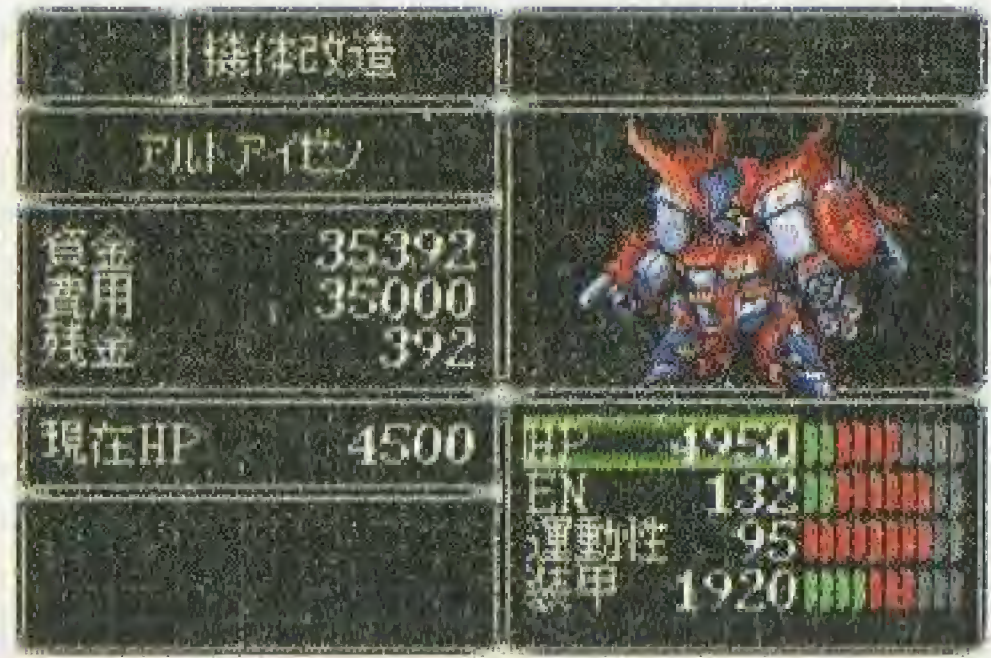 機体改造
アルトアイゼン
資金 35392
費用 35000
残金 392
現在HP 4500
HP 4950
EN 132
運動性 95
装甲 1920